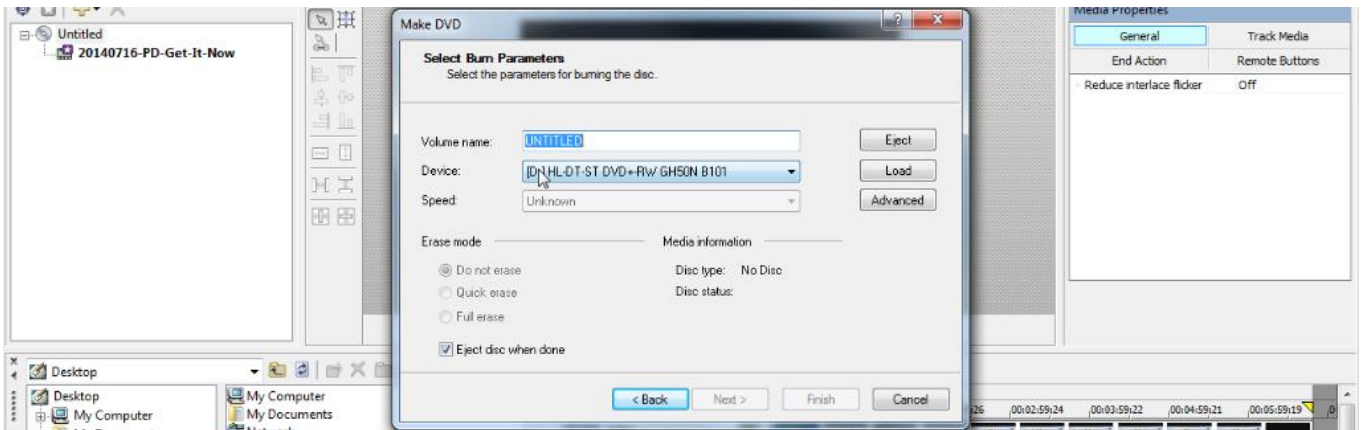 Untitled
20140716-PD-Get-It-Now
Make DVD
Select Burn Parameters
Select the parameters for burning the disc.
Volume name: UNTITLED Eject
Device: HL-DT-ST DVD+-RW GH50N B101 Load
Speed: Unknown Advanced
Erase mode Media information
Do not erase Disc type: No Disc
Quick erase Disc status:
Full erase
Eject disc when done
< Back Next > Finish Cancel
Media Properties
General Track Media
End Action Remote Buttons
Reduce interlace flicker Off
Desktop
Desktop My Computer
My Computer My Documents
Network
00:02:59;24 00:03:59;22 00:04:59;21 00:05:59;19